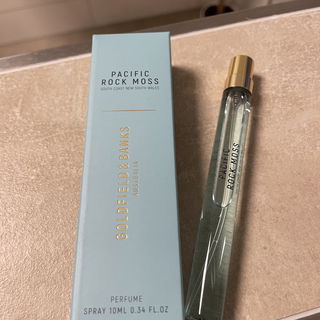 PACIFIC
ROCK MOSS
SOUTH COAST NEW SOUTH WALES
GOLDFIELD & BANKS
AUSTRALIA
PERFUME
SPRAY 10ML 0.34 FL.OZ
PACIFIC
ROCK MOSS